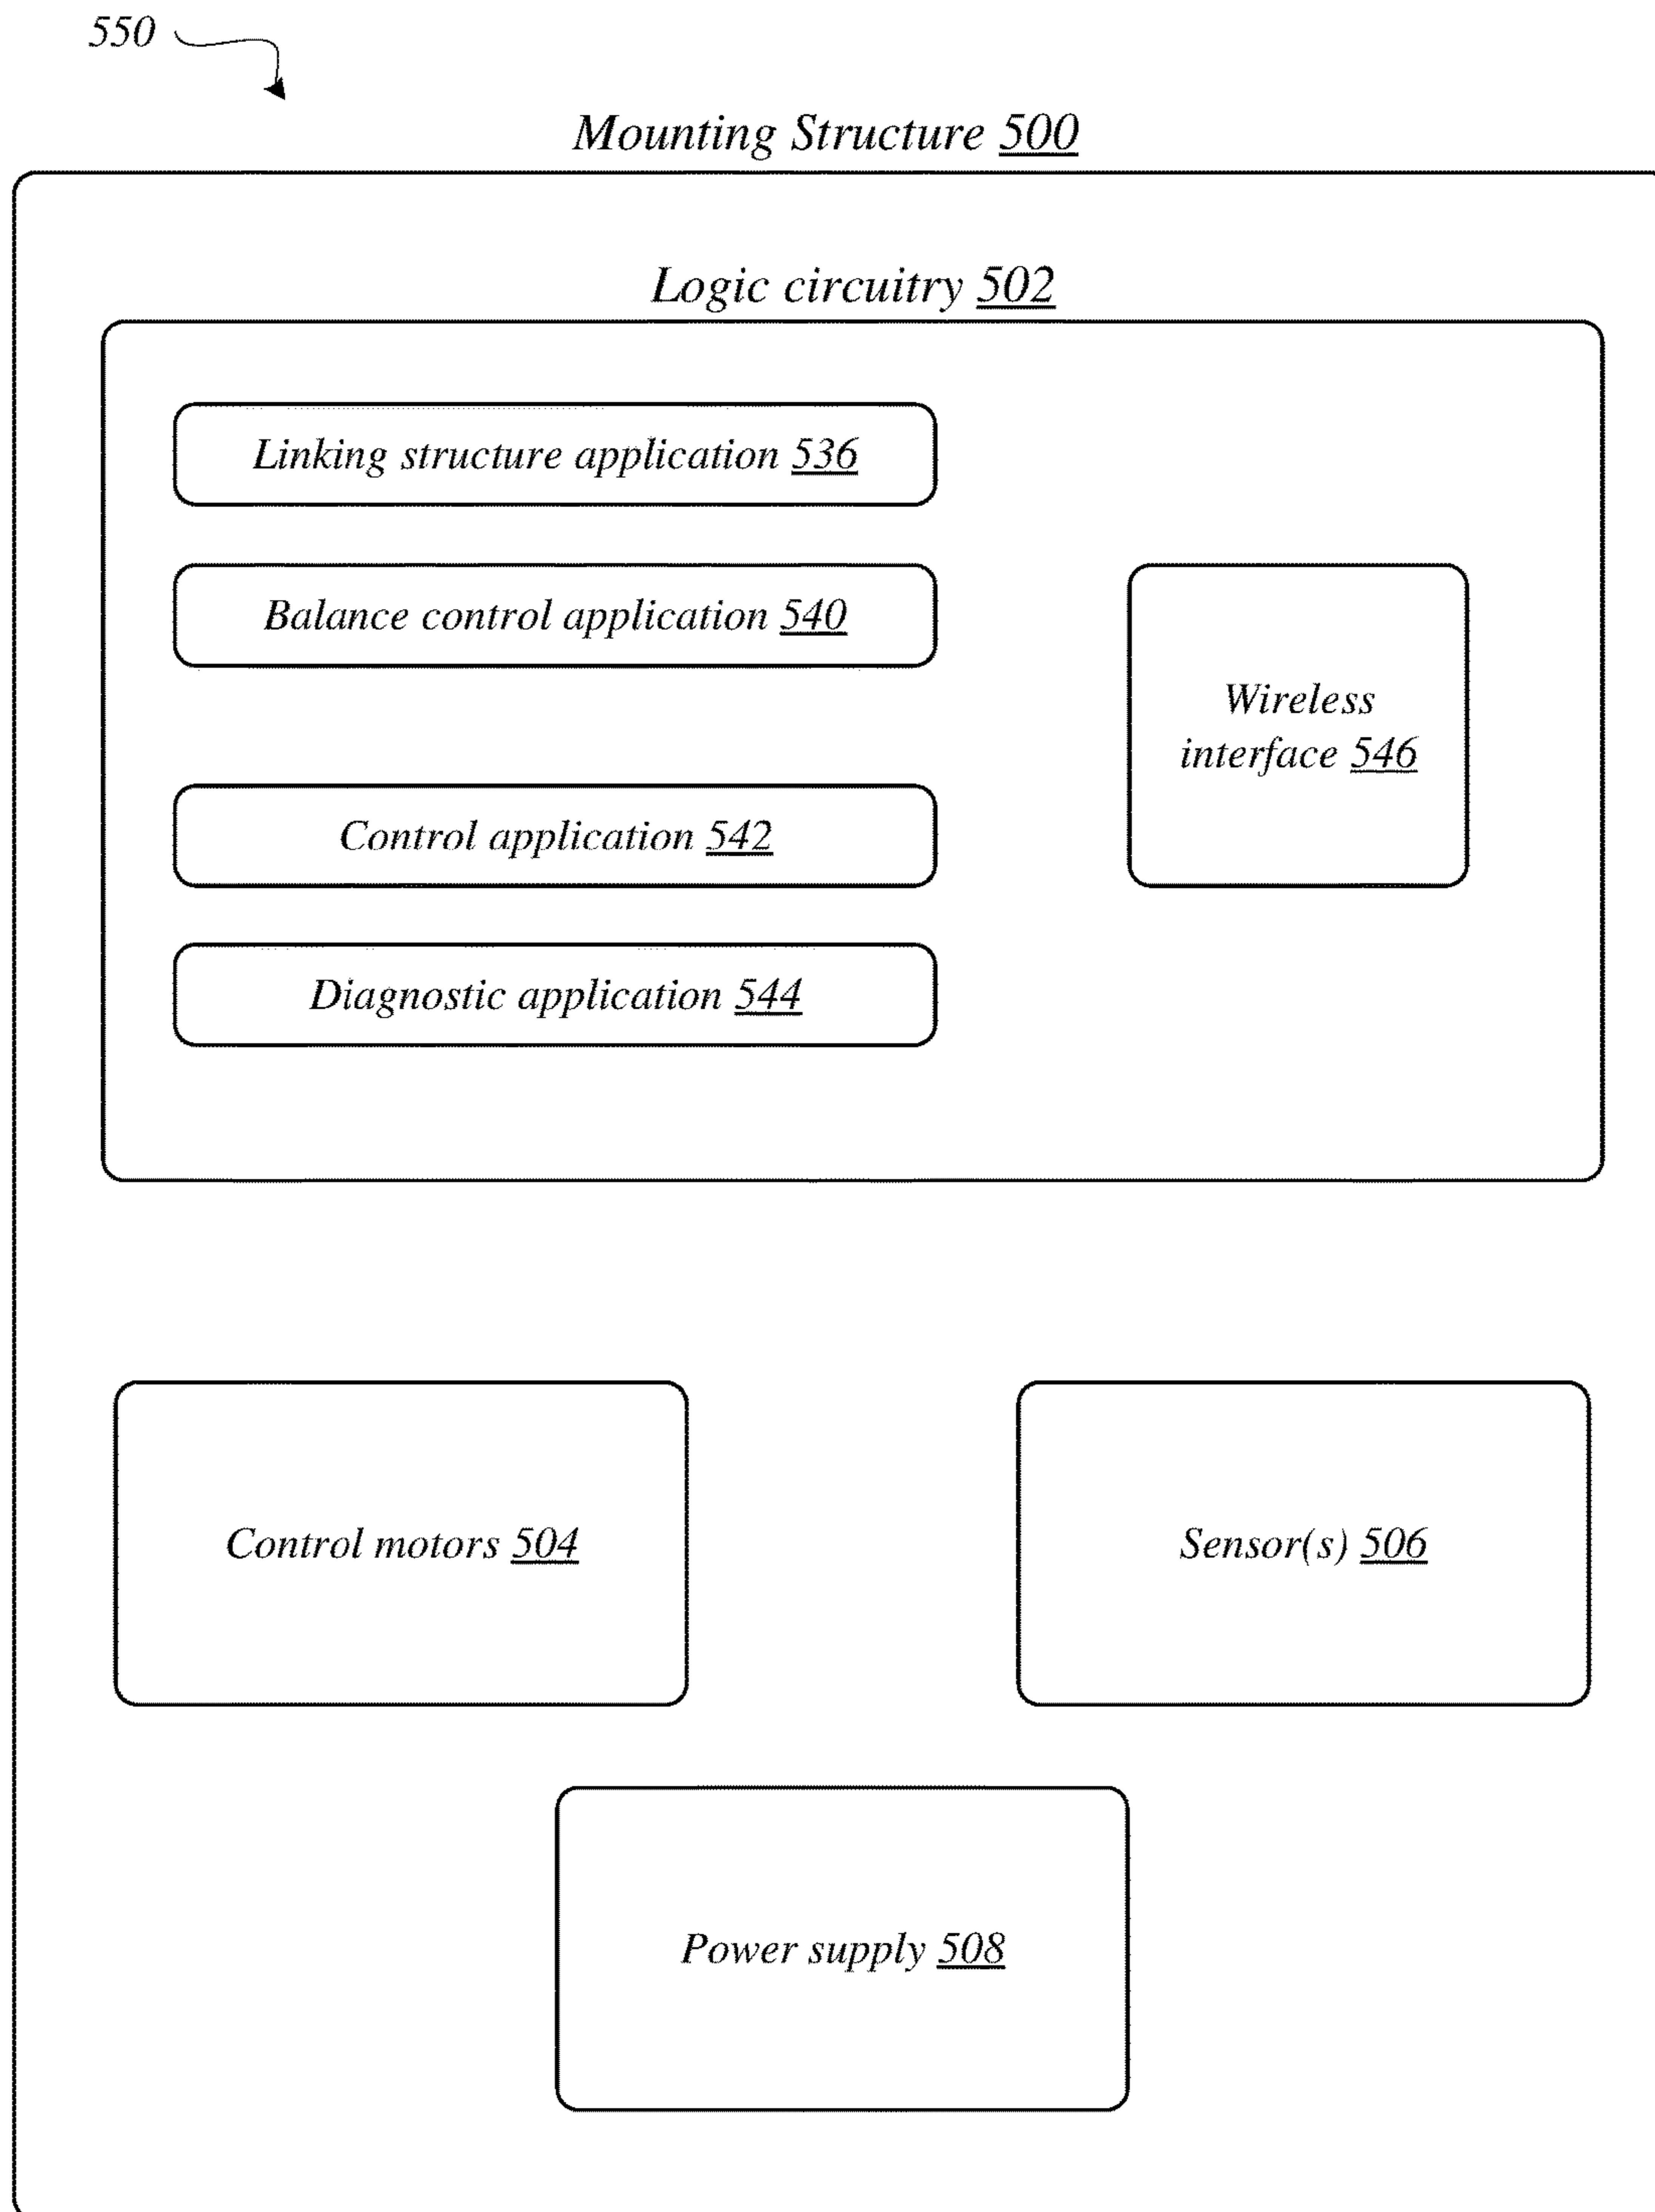 550
Mounting Structure 500
Logic circuitry 502
Linking structure application 536
Balance control application 540
Wireless
interface 546
Control application 542
Diagnostic application 544
Control motors 504
Sensor(s) 506
Power supply 508